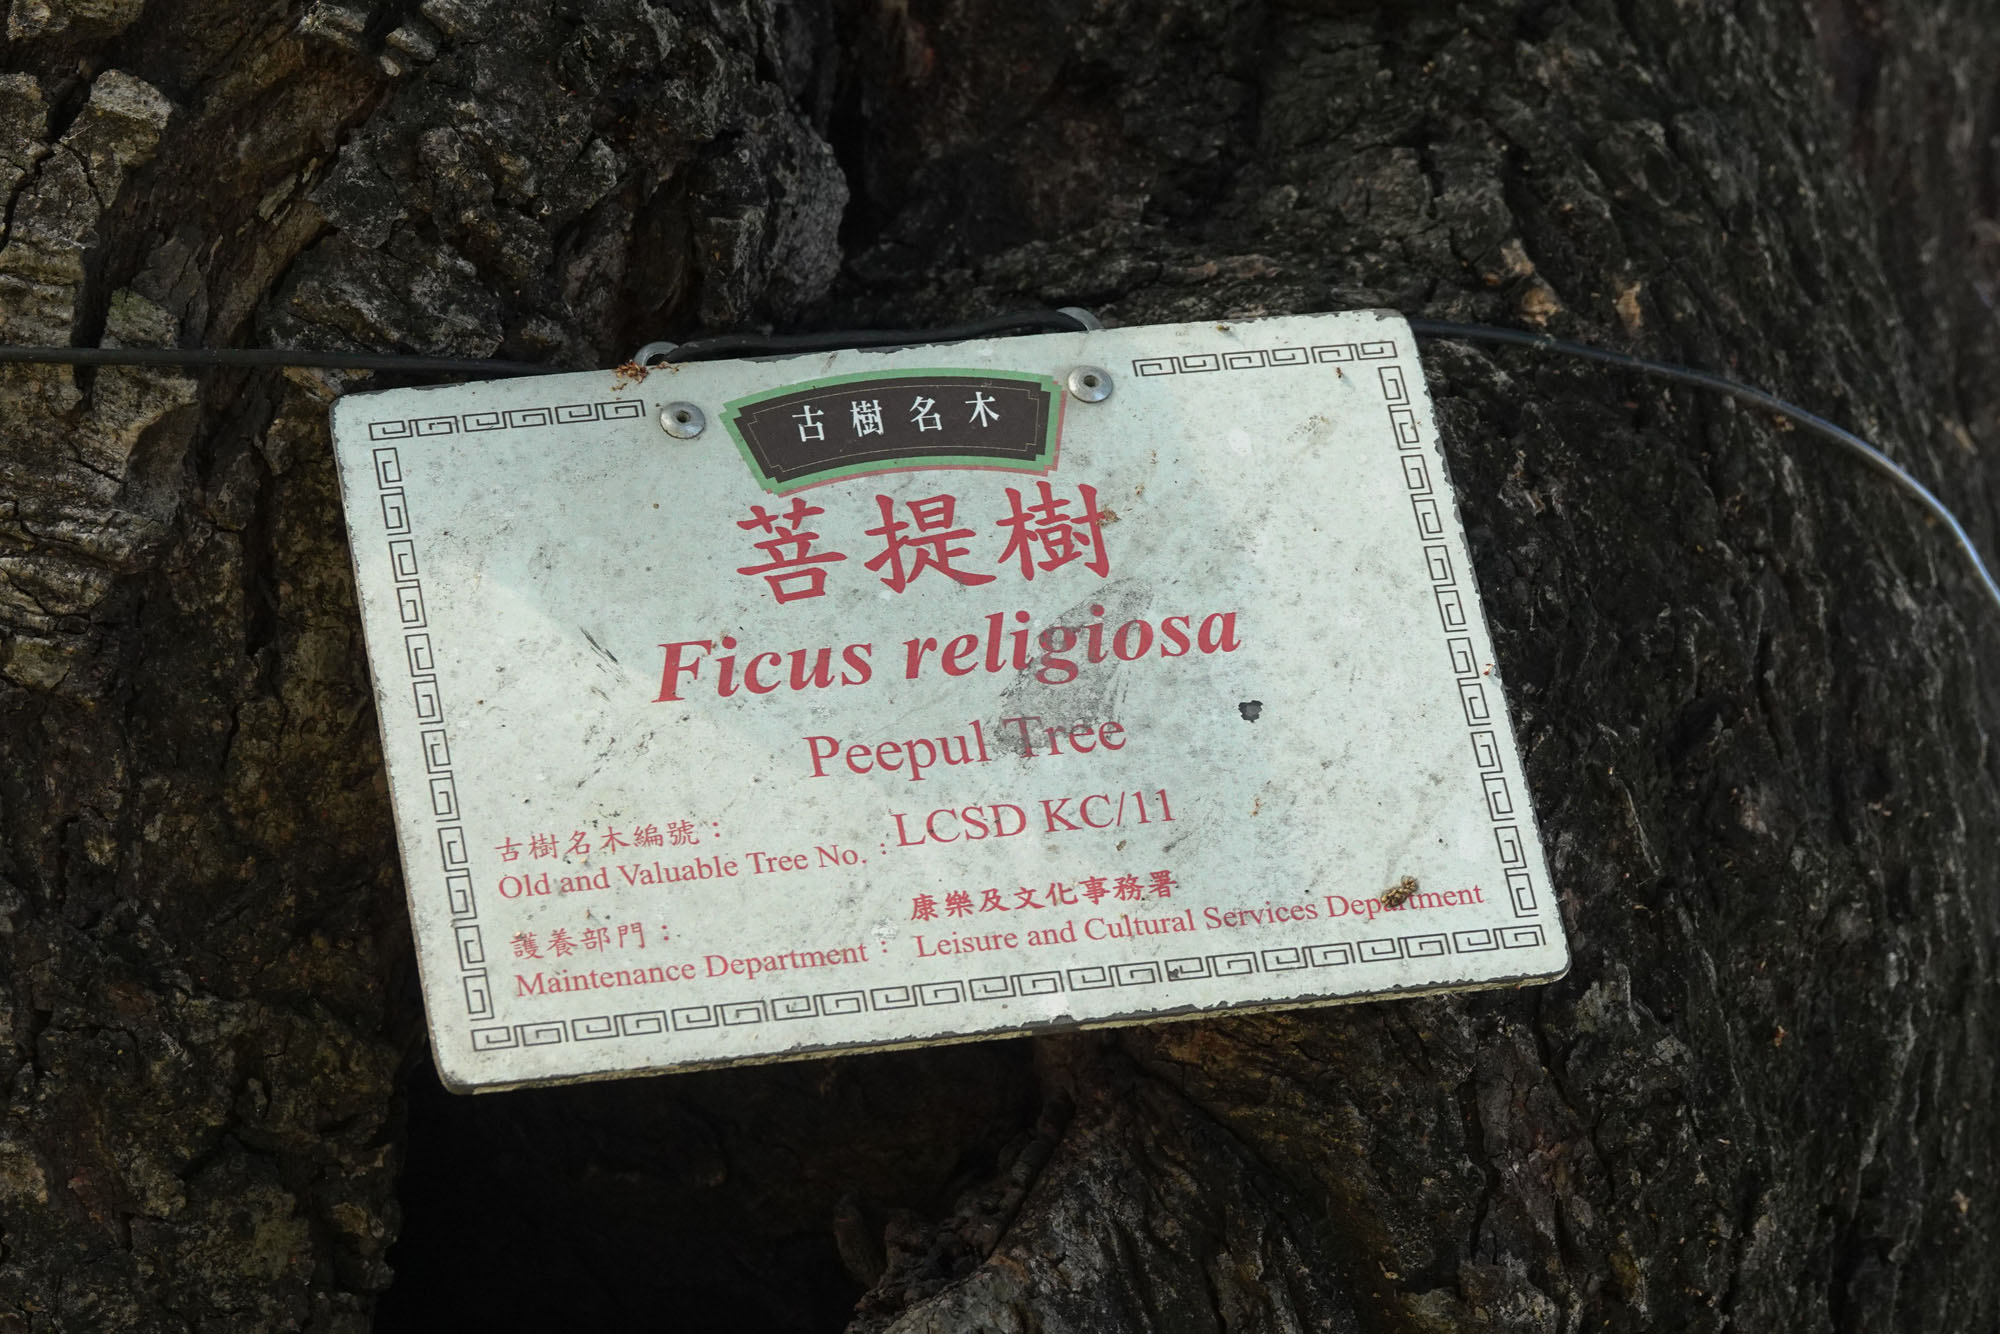 古樹名木
菩提樹
Ficus religiosa
Peepul Tree
古樹名木編號：
Old and Valuable Tree No. : LCSD KC/11
護養部門： 康樂及文化事務署
Maintenance Department : Leisure and Cultural Services Department